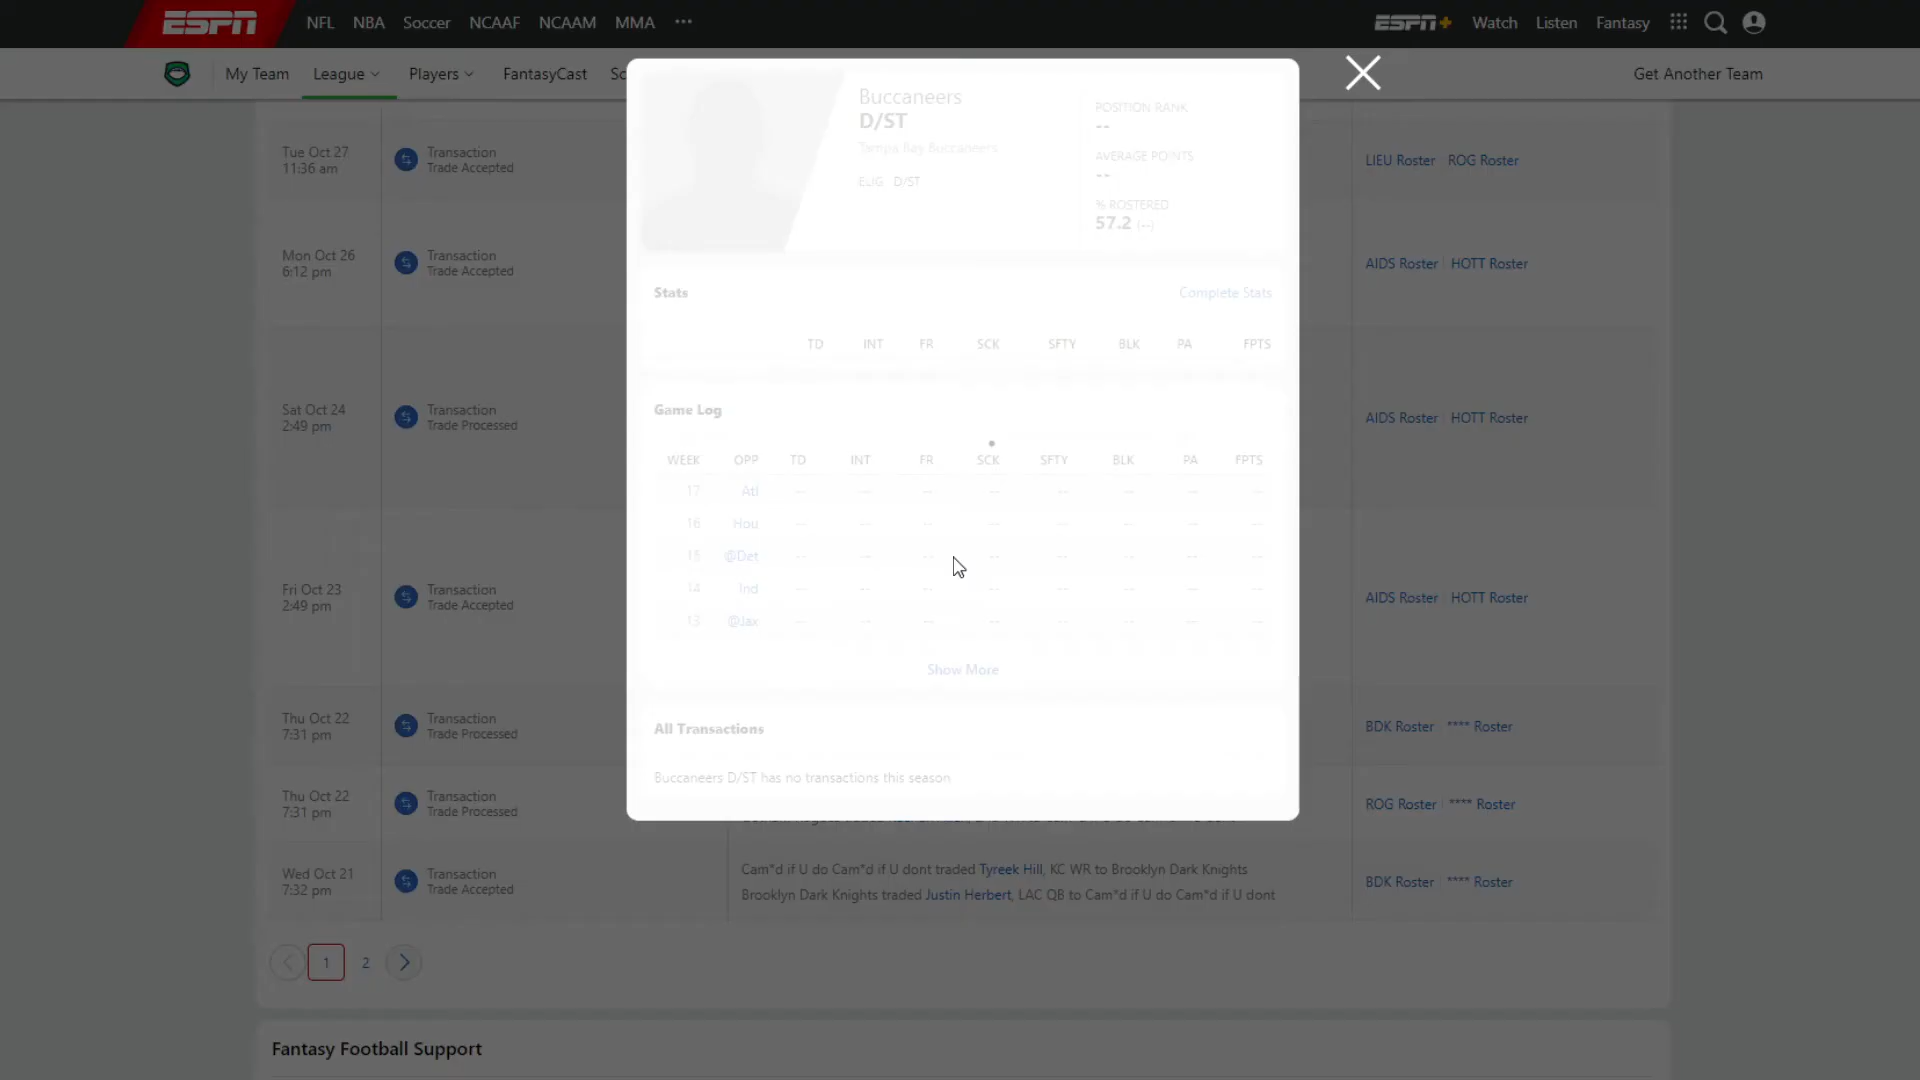 ESPN NFL NBA Soccer NCAAF NCAAM MMA ••• ESPN+ Watch Listen Fantasy
My Team League Players FantasyCast Sc Get Another Team
Buccaneers
D/ST
Tampa Bay Buccaneers
ELIG D/ST
POSITION RANK
--
AVERAGE POINTS
--
% ROSTERED
57.2 (--)
Stats Complete Stats
TD INT FR SCK SFTY BLK PA FPTS
Game Log
WEEK OPP TD INT FR SCK SFTY BLK PA FPTS
17 Atl -- -- -- -- -- -- -- --
16 Hou -- -- -- -- -- -- -- --
15 @Det -- -- -- -- -- -- -- --
14 Ind -- -- -- -- -- -- -- --
13 @Jax -- -- -- -- -- -- -- --
Show More
All Transactions
Buccaneers D/ST has no transactions this season
Tue Oct 27
11:36 am
Transaction
Trade Accepted
LIEU Roster ROG Roster
Mon Oct 26
6:12 pm
Transaction
Trade Accepted
AIDS Roster HOTT Roster
Sat Oct 24
2:49 pm
Transaction
Trade Processed
AIDS Roster HOTT Roster
Fri Oct 23
2:49 pm
Transaction
Trade Accepted
AIDS Roster HOTT Roster
Thu Oct 22
7:31 pm
Transaction
Trade Processed
BDK Roster **** Roster
Thu Oct 22
7:31 pm
Transaction
Trade Processed
ROG Roster **** Roster
Wed Oct 21
7:32 pm
Transaction
Trade Accepted
Cam*d if U do Cam*d if U dont traded Tyreek Hill, KC WR to Brooklyn Dark Knights
Brooklyn Dark Knights traded Justin Herbert, LAC QB to Cam*d if U do Cam*d if U dont
BDK Roster **** Roster
1 2
Fantasy Football Support